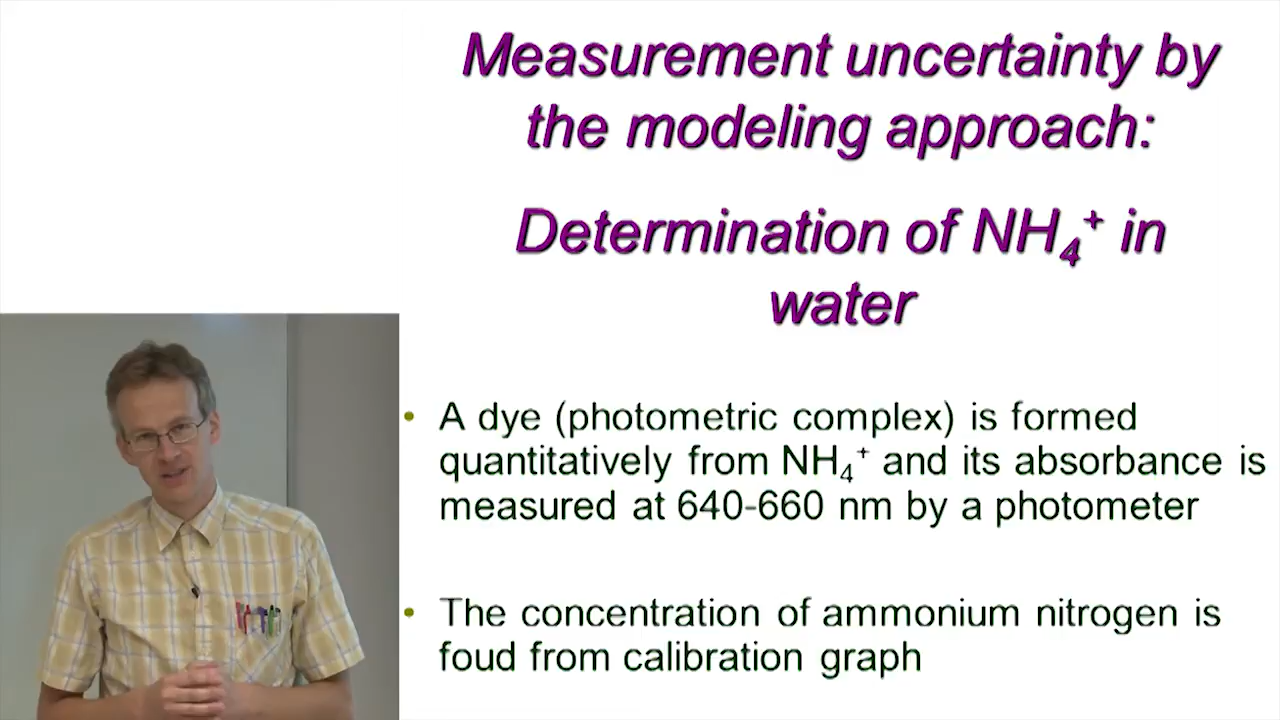 Measurement uncertainty by
the modeling approach:
Determination of NH₄⁺ in
water
• A dye (photometric complex) is formed
quantitatively from NH₄⁺ and its absorbance is
measured at 640-660 nm by a photometer
• The concentration of ammonium nitrogen is
foud from calibration graph